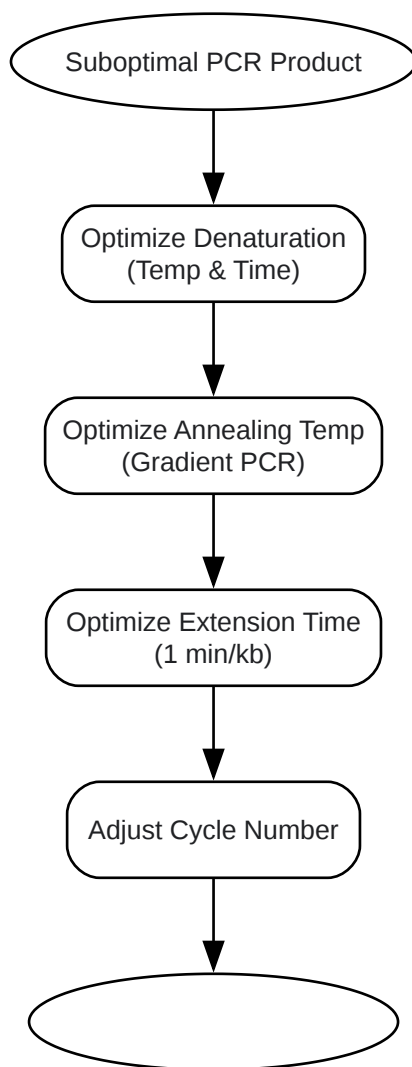 Suboptimal PCR Product
Optimize Denaturation
(Temp & Time)
Optimize Annealing Temp
(Gradient PCR)
Optimize Extension Time
(1 min/kb)
Adjust Cycle Number